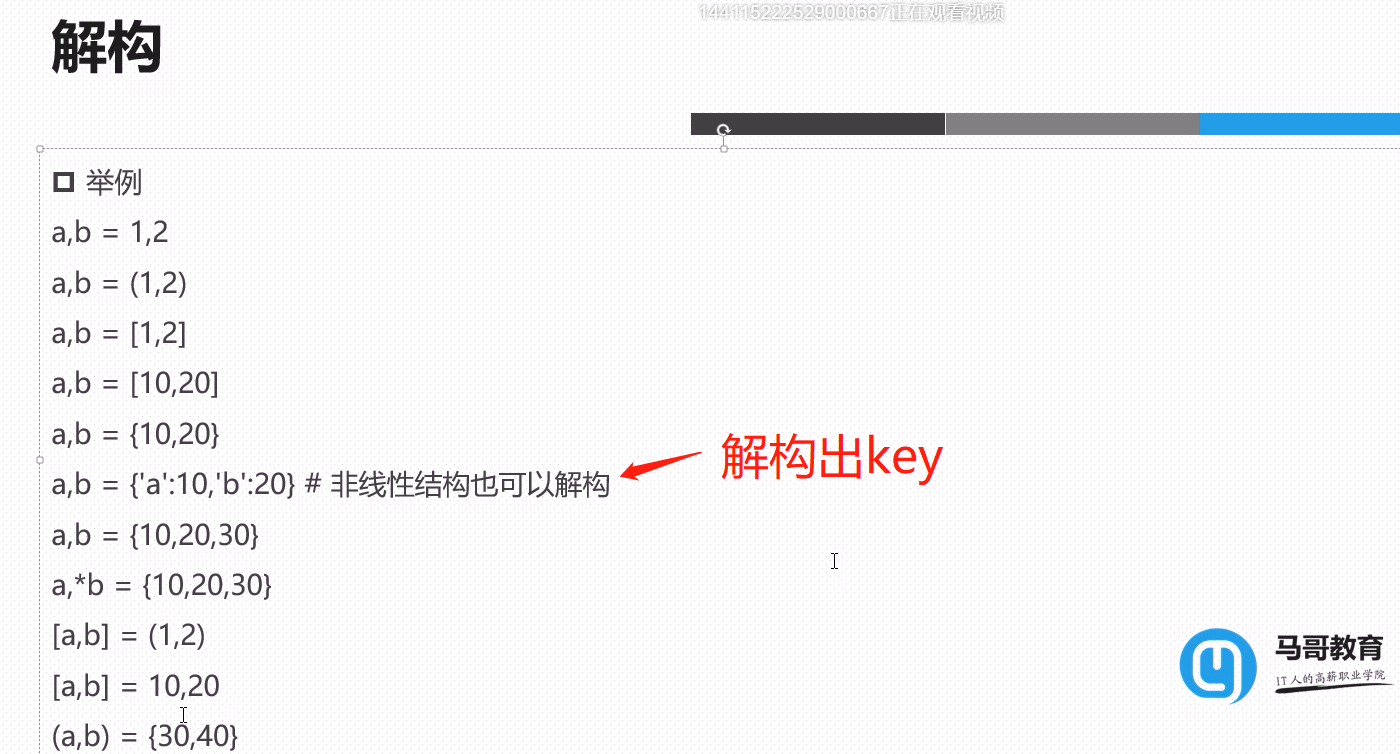 144115222529000667正在观看视频
解构
举例
a,b = 1,2
a,b = (1,2)
a,b = [1,2]
a,b = [10,20]
a,b = {10,20}
a,b = {'a':10,'b':20} # 非线性结构也可以解构
解构出key
a,b = {10,20,30}
a,*b = {10,20,30}
[a,b] = (1,2)
[a,b] = 10,20
(a,b) = {30,40}
马哥教育
IT人的高薪职业学院